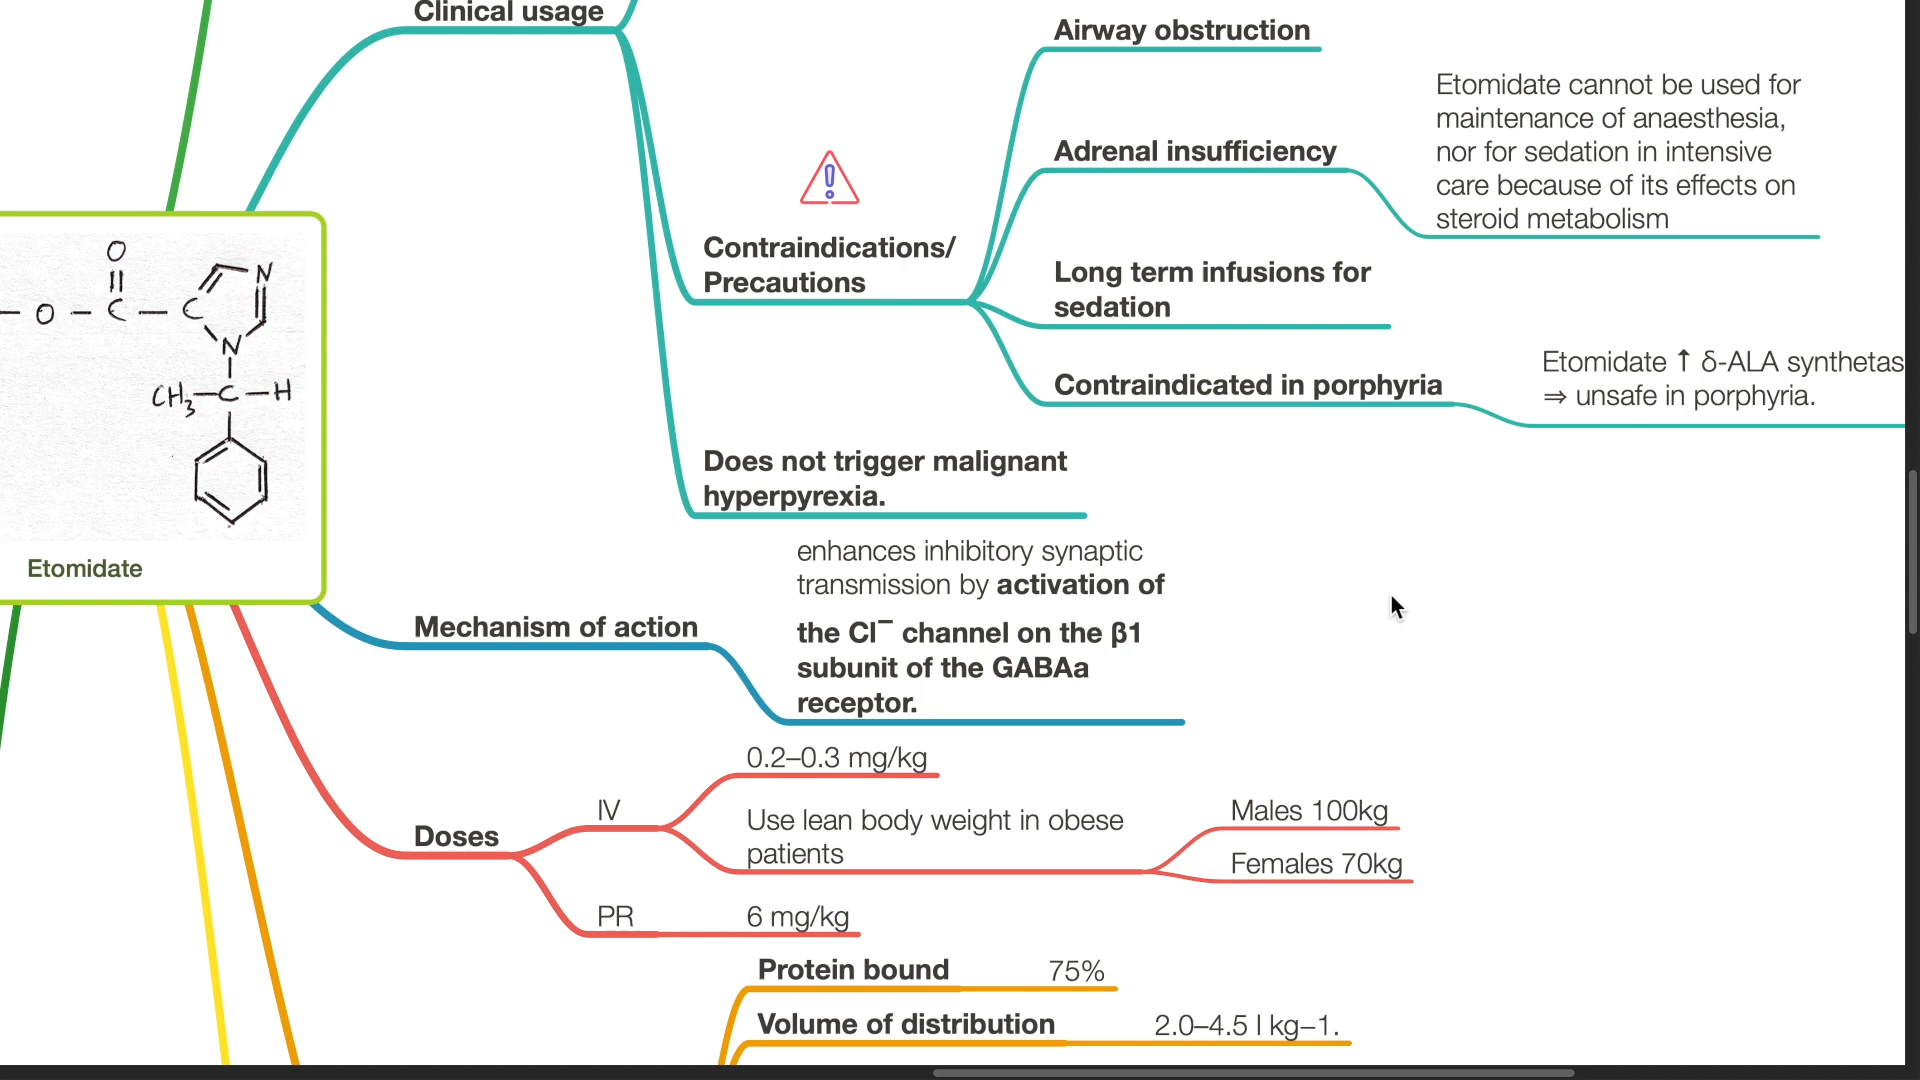 Clinical usage
Airway obstruction
Adrenal insufficiency
Etomidate cannot be used for
maintenance of anaesthesia,
nor for sedation in intensive
care because of its effects on
steroid metabolism
Contraindications/
Precautions
Long term infusions for
sedation
Contraindicated in porphyria
Etomidate ↑ δ-ALA synthetas
⇒ unsafe in porphyria.
Does not trigger malignant
hyperpyrexia.
O
|| N
— O — C — C
N
CH3—C—H
Etomidate
Mechanism of action
enhances inhibitory synaptic
transmission by activation of
the Cl⁻ channel on the β1
subunit of the GABAa
receptor.
Doses
IV
0.2–0.3 mg/kg
Use lean body weight in obese
patients
Males 100kg
Females 70kg
PR 6 mg/kg
Protein bound 75%
Volume of distribution 2.0–4.5 l kg–1.